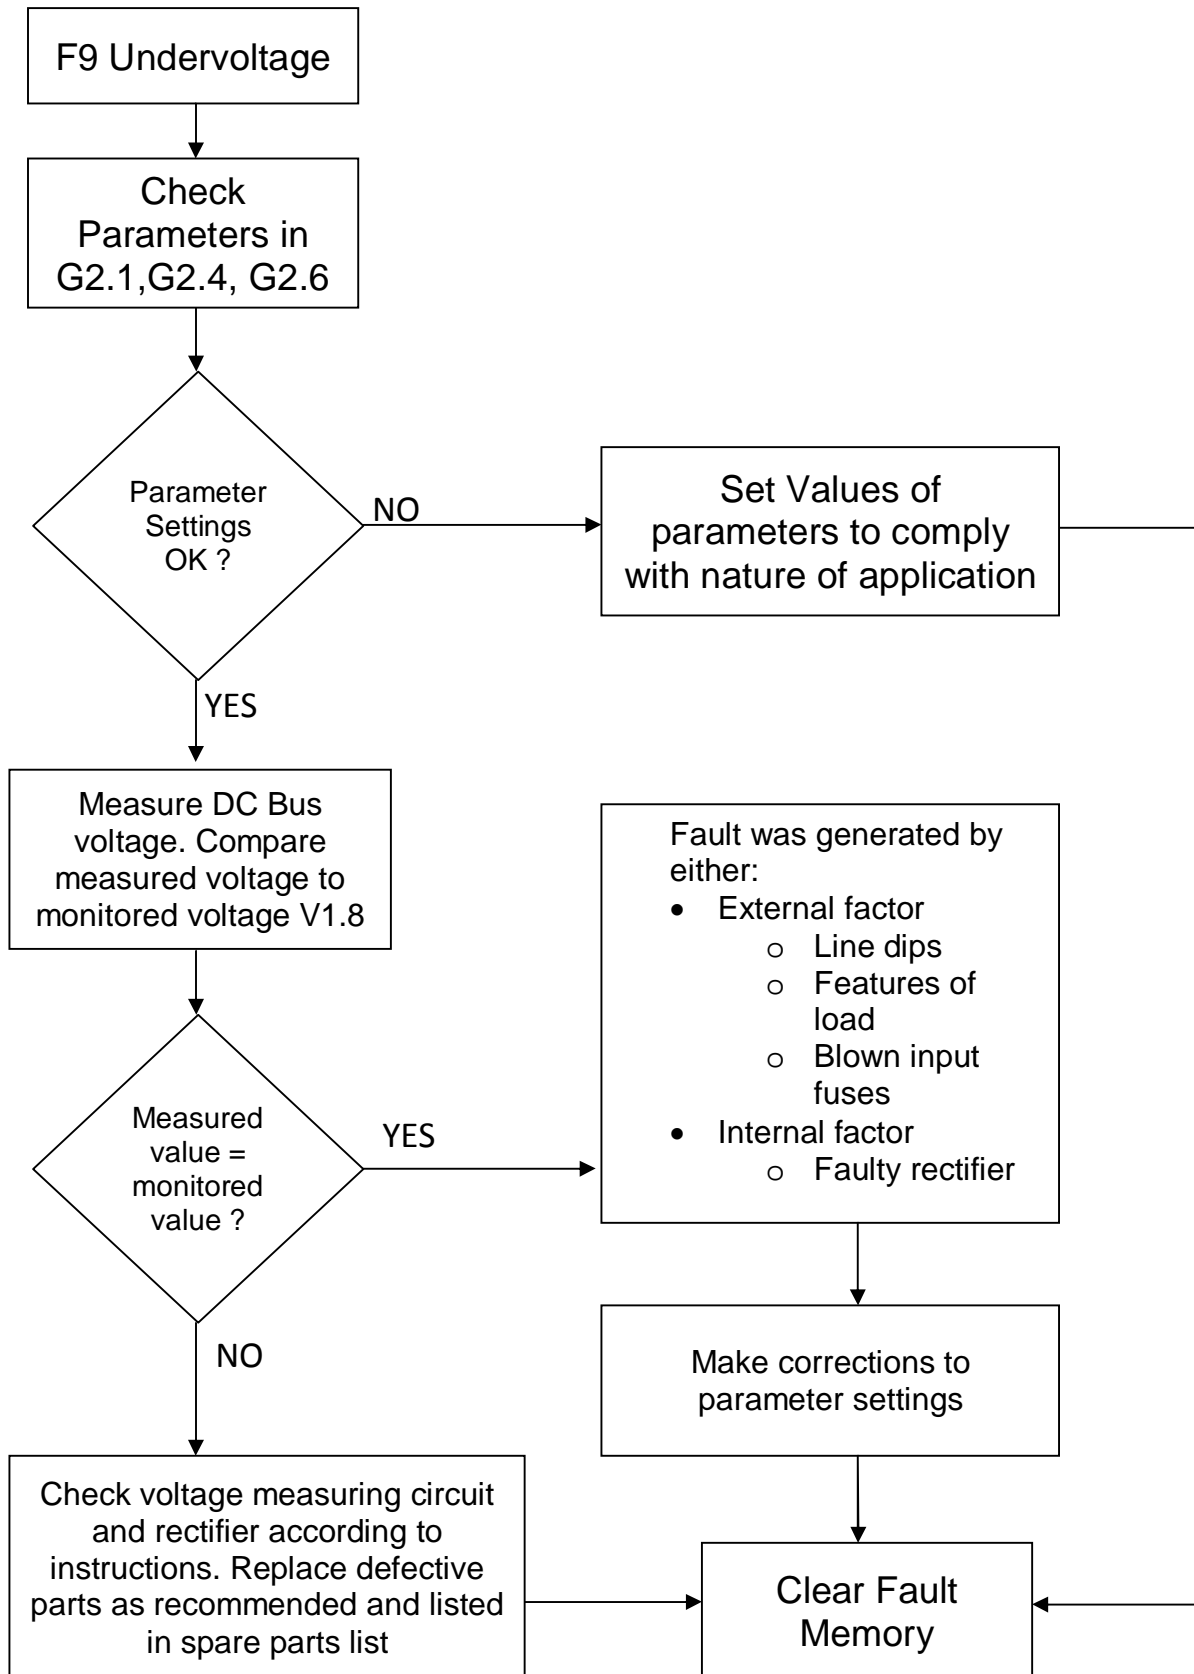 F9 Undervoltage
Check
Parameters in
G2.1,G2.4, G2.6
Parameter
Settings
OK ?
NO
Set Values of
parameters to comply
with nature of application
YES
Measure DC Bus
voltage. Compare
measured voltage to
monitored voltage V1.8
Fault was generated by
either:
• External factor
o Line dips
o Features of
load
o Blown input
fuses
• Internal factor
o Faulty rectifier
Measured
value =
monitored
value ?
YES
NO
Make corrections to
parameter settings
Check voltage measuring circuit
and rectifier according to
instructions. Replace defective
parts as recommended and listed
in spare parts list
Clear Fault
Memory